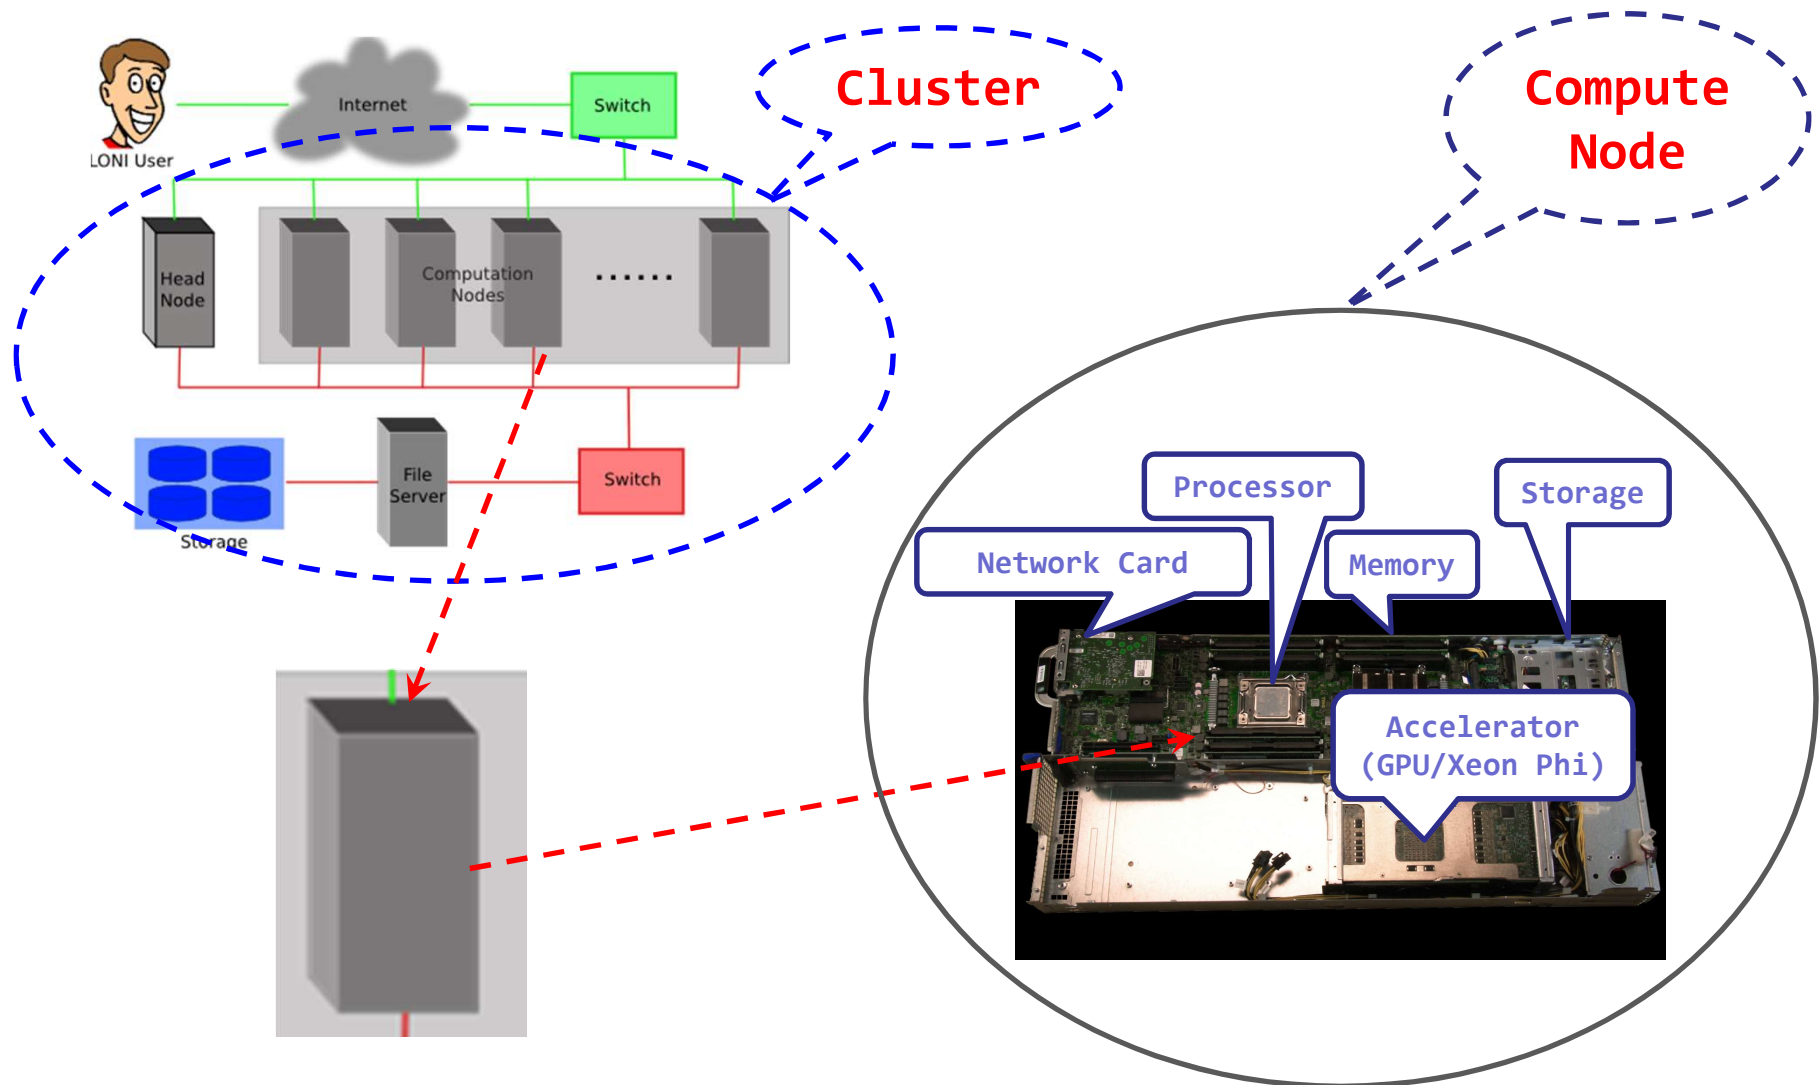 Cluster
Compute
Node
Internet
Switch
LONI User
Head
Node
Computation
Nodes
......
File
Server
Switch
Storage
Processor
Storage
Network Card
Memory
Accelerator
(GPU/Xeon Phi)